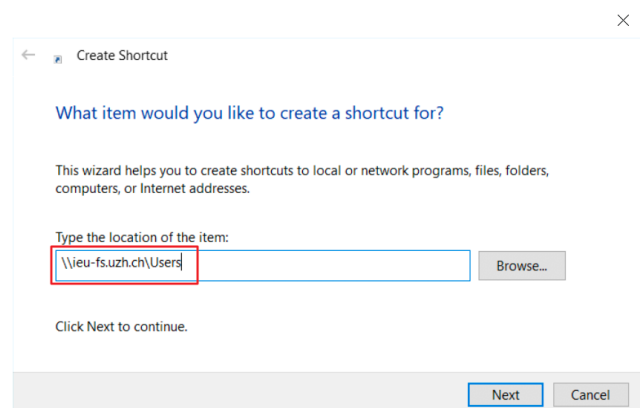 Create Shortcut
What item would you like to create a shortcut for?
This wizard helps you to create shortcuts to local or network programs, files, folders,
computers, or Internet addresses.
Type the location of the item:
\\ieu-fs.uzh.ch\Users
Browse...
Click Next to continue.
Next
Cancel